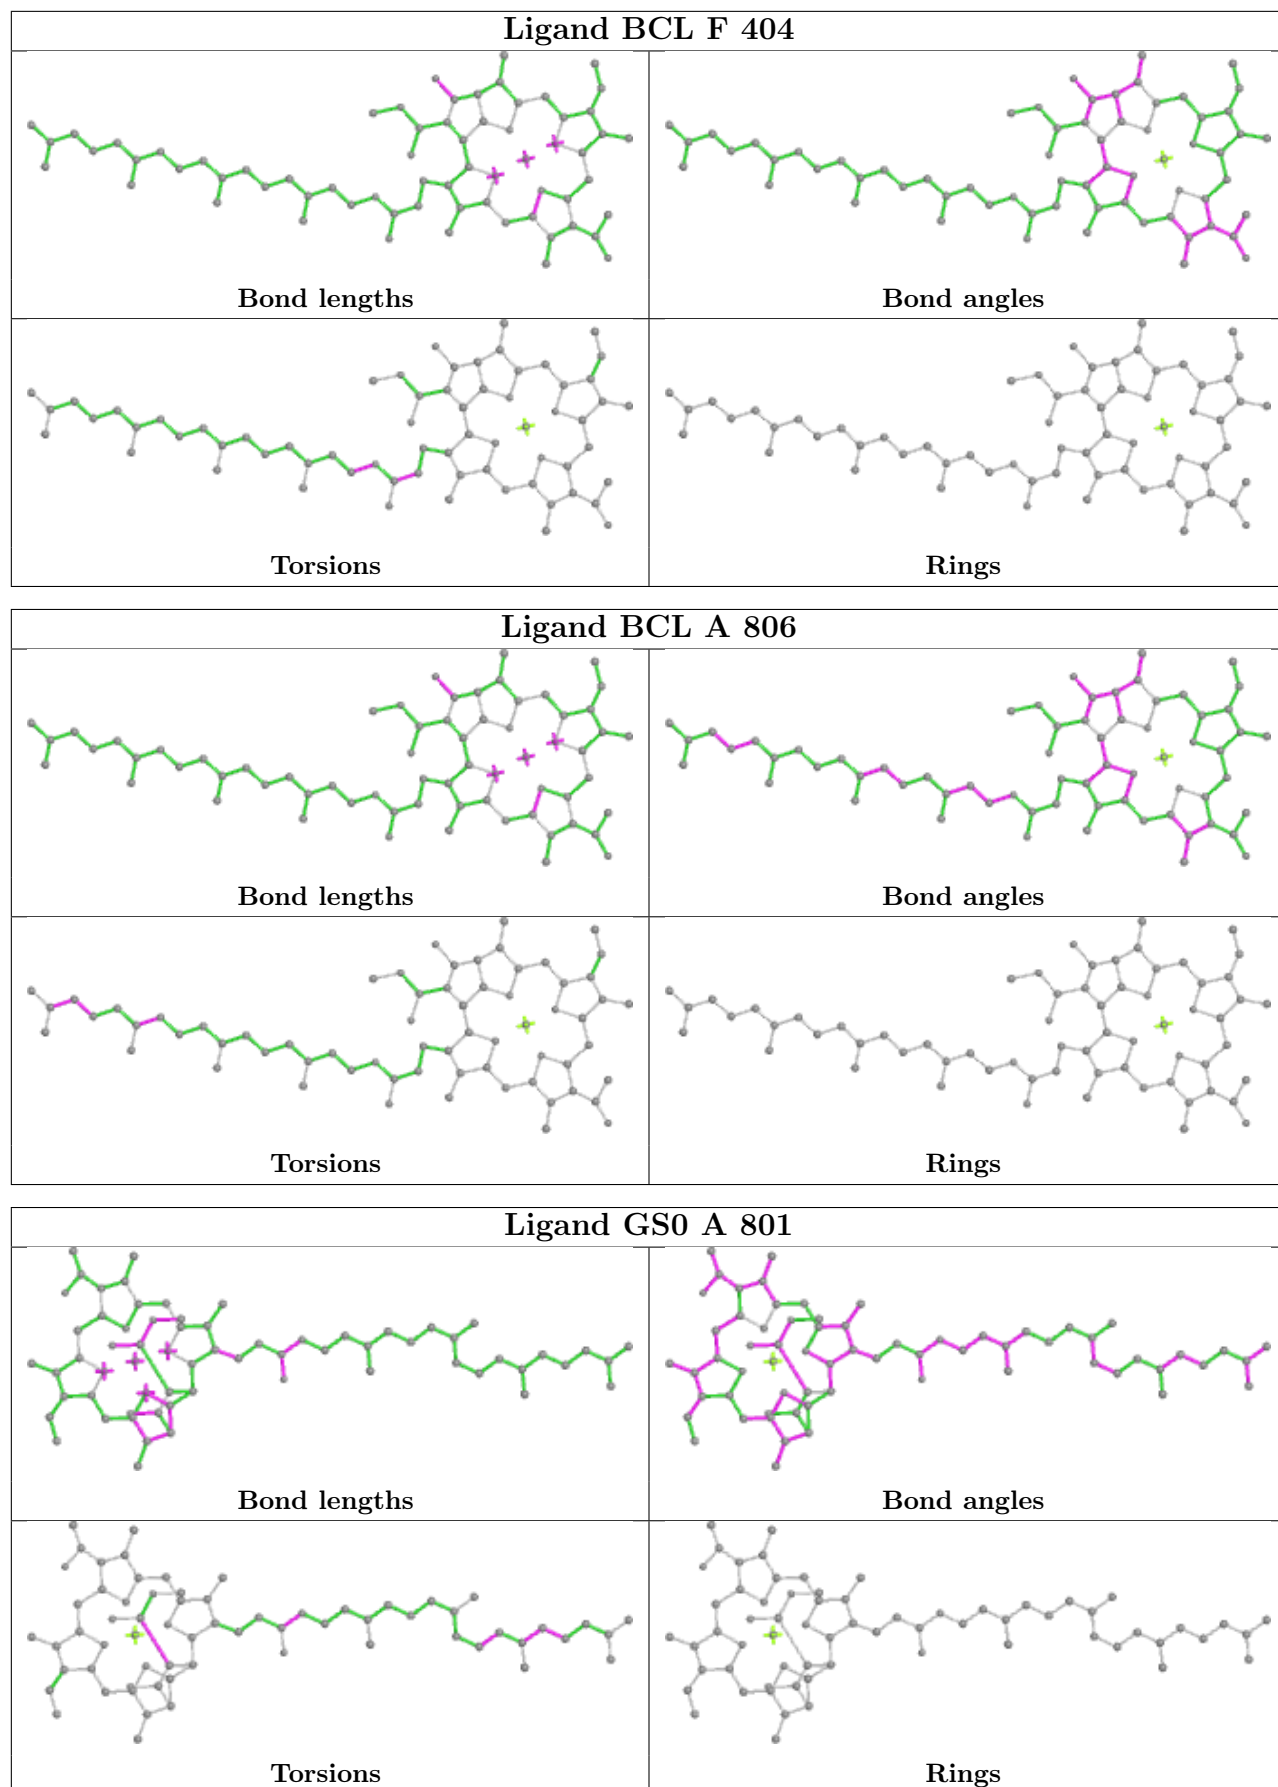 Ligand BCL F 404
Bond lengths
Bond angles
Torsions
Rings
Ligand BCL A 806
Bond lengths
Bond angles
Torsions
Rings
Ligand GS0 A 801
Bond lengths
Bond angles
Torsions
Rings